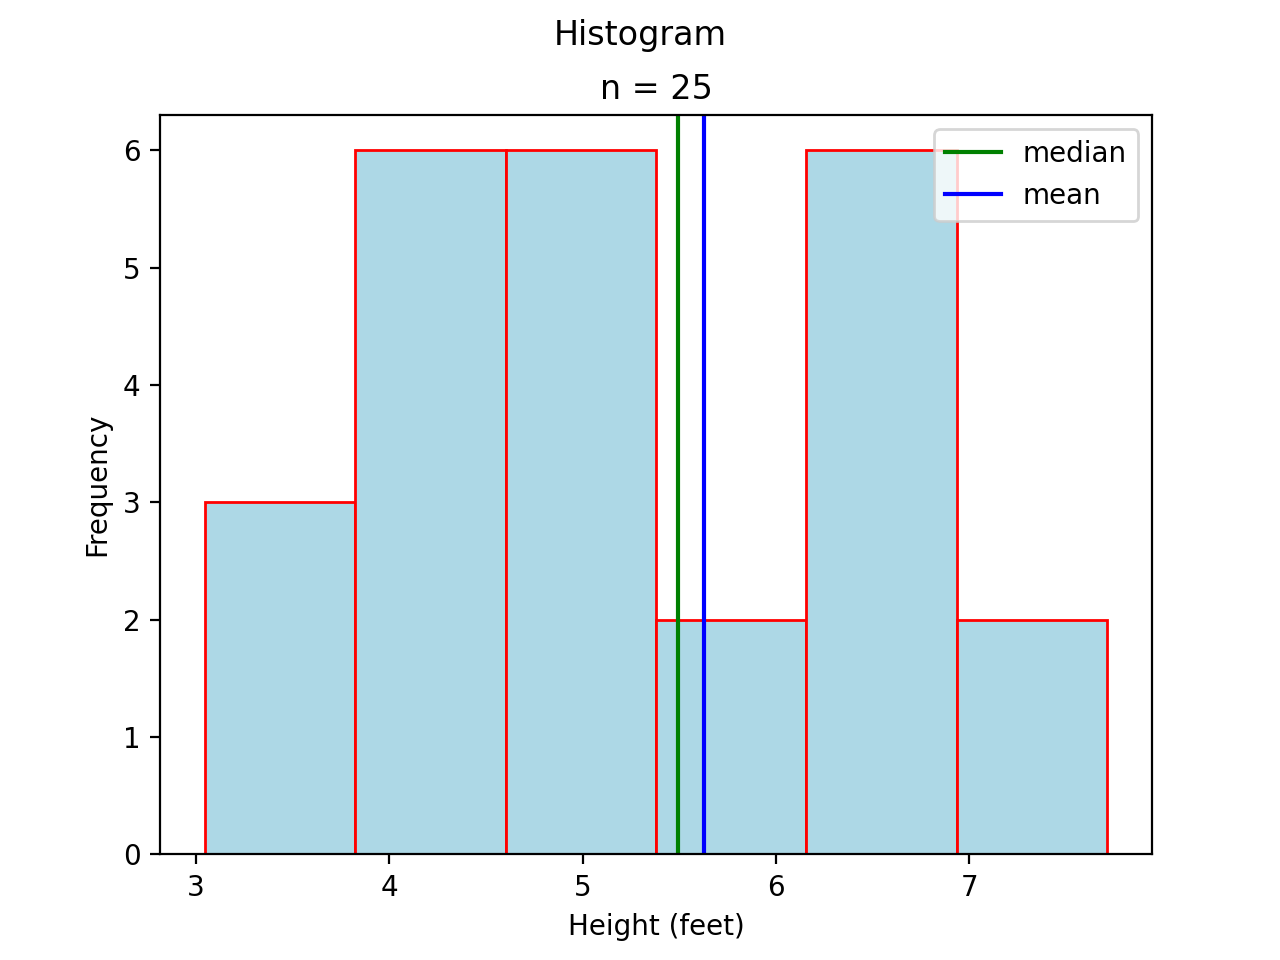 Histogram
n = 25
median
mean
6
5
4
3
2
1
0
Frequency
3 4 5 6 7
Height (feet)